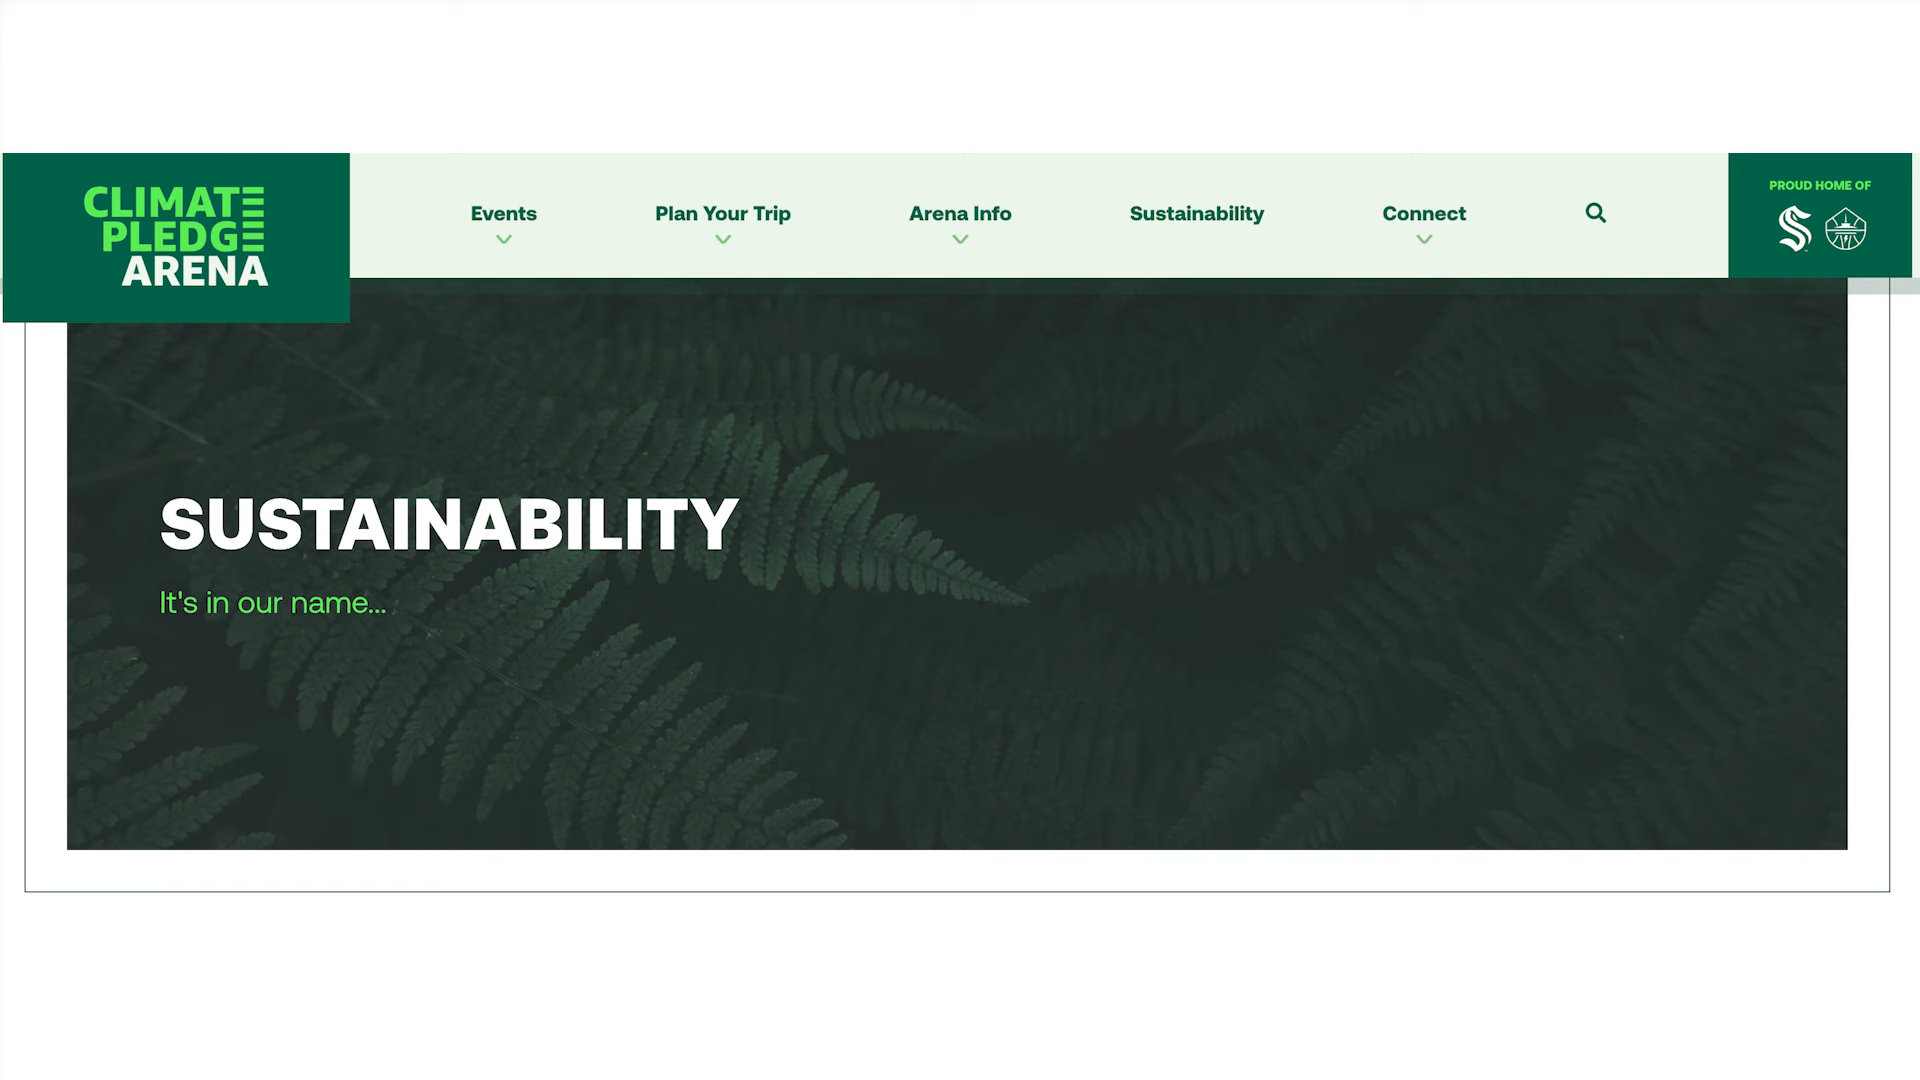 CLIMATE
PLEDGE
ARENA
Events
Plan Your Trip
Arena Info
Sustainability
Connect
PROUD HOME OF
SUSTAINABILITY
It's in our name...